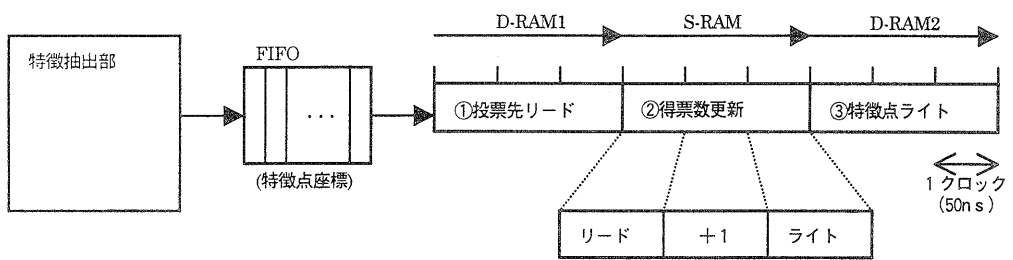 D-RAM1
S-RAM
D-RAM2
特徴抽出部
FIFO
...
(特徴点座標)
①投票先リード
②得票数更新
③特徴点ライト
1クロック
(50ns)
リード
+1
ライト